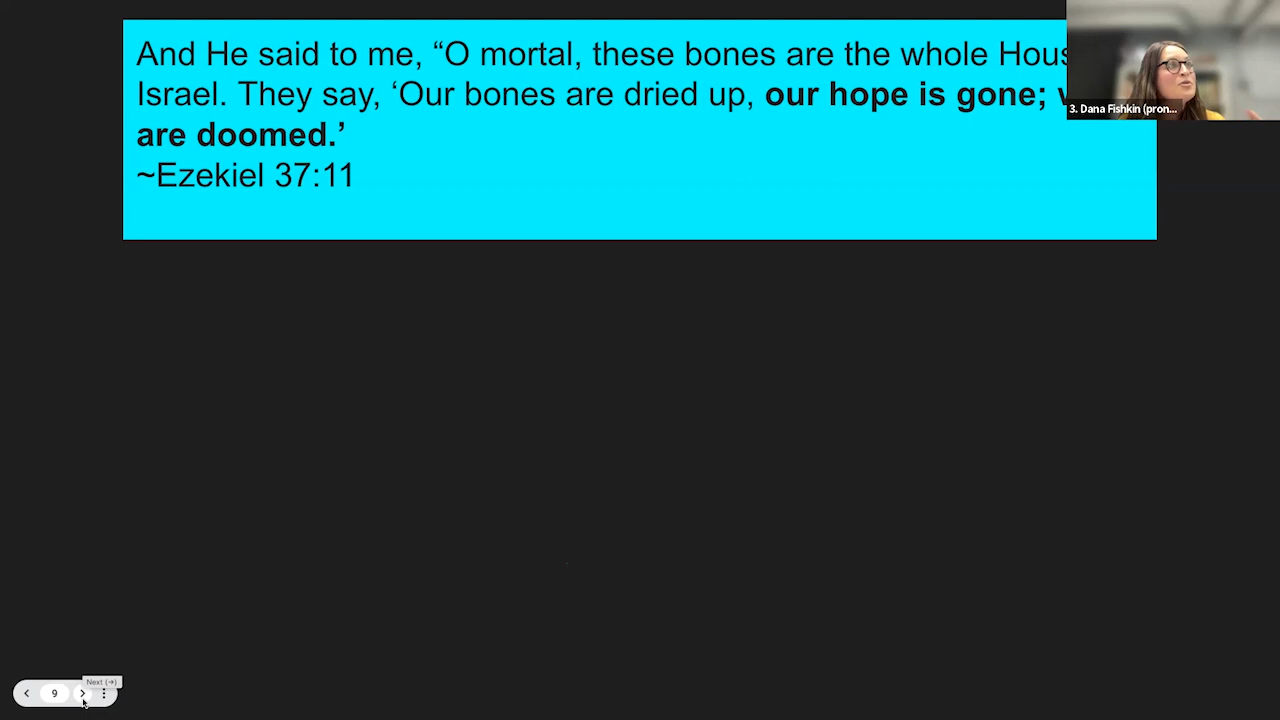 And He said to me, “O mortal, these bones are the whole
Israel. They say, ‘Our bones are dried up, our hope is gone;
are doomed.’
~Ezekiel 37:11
3. Dana Fishkin (pron...
Next (→)
9